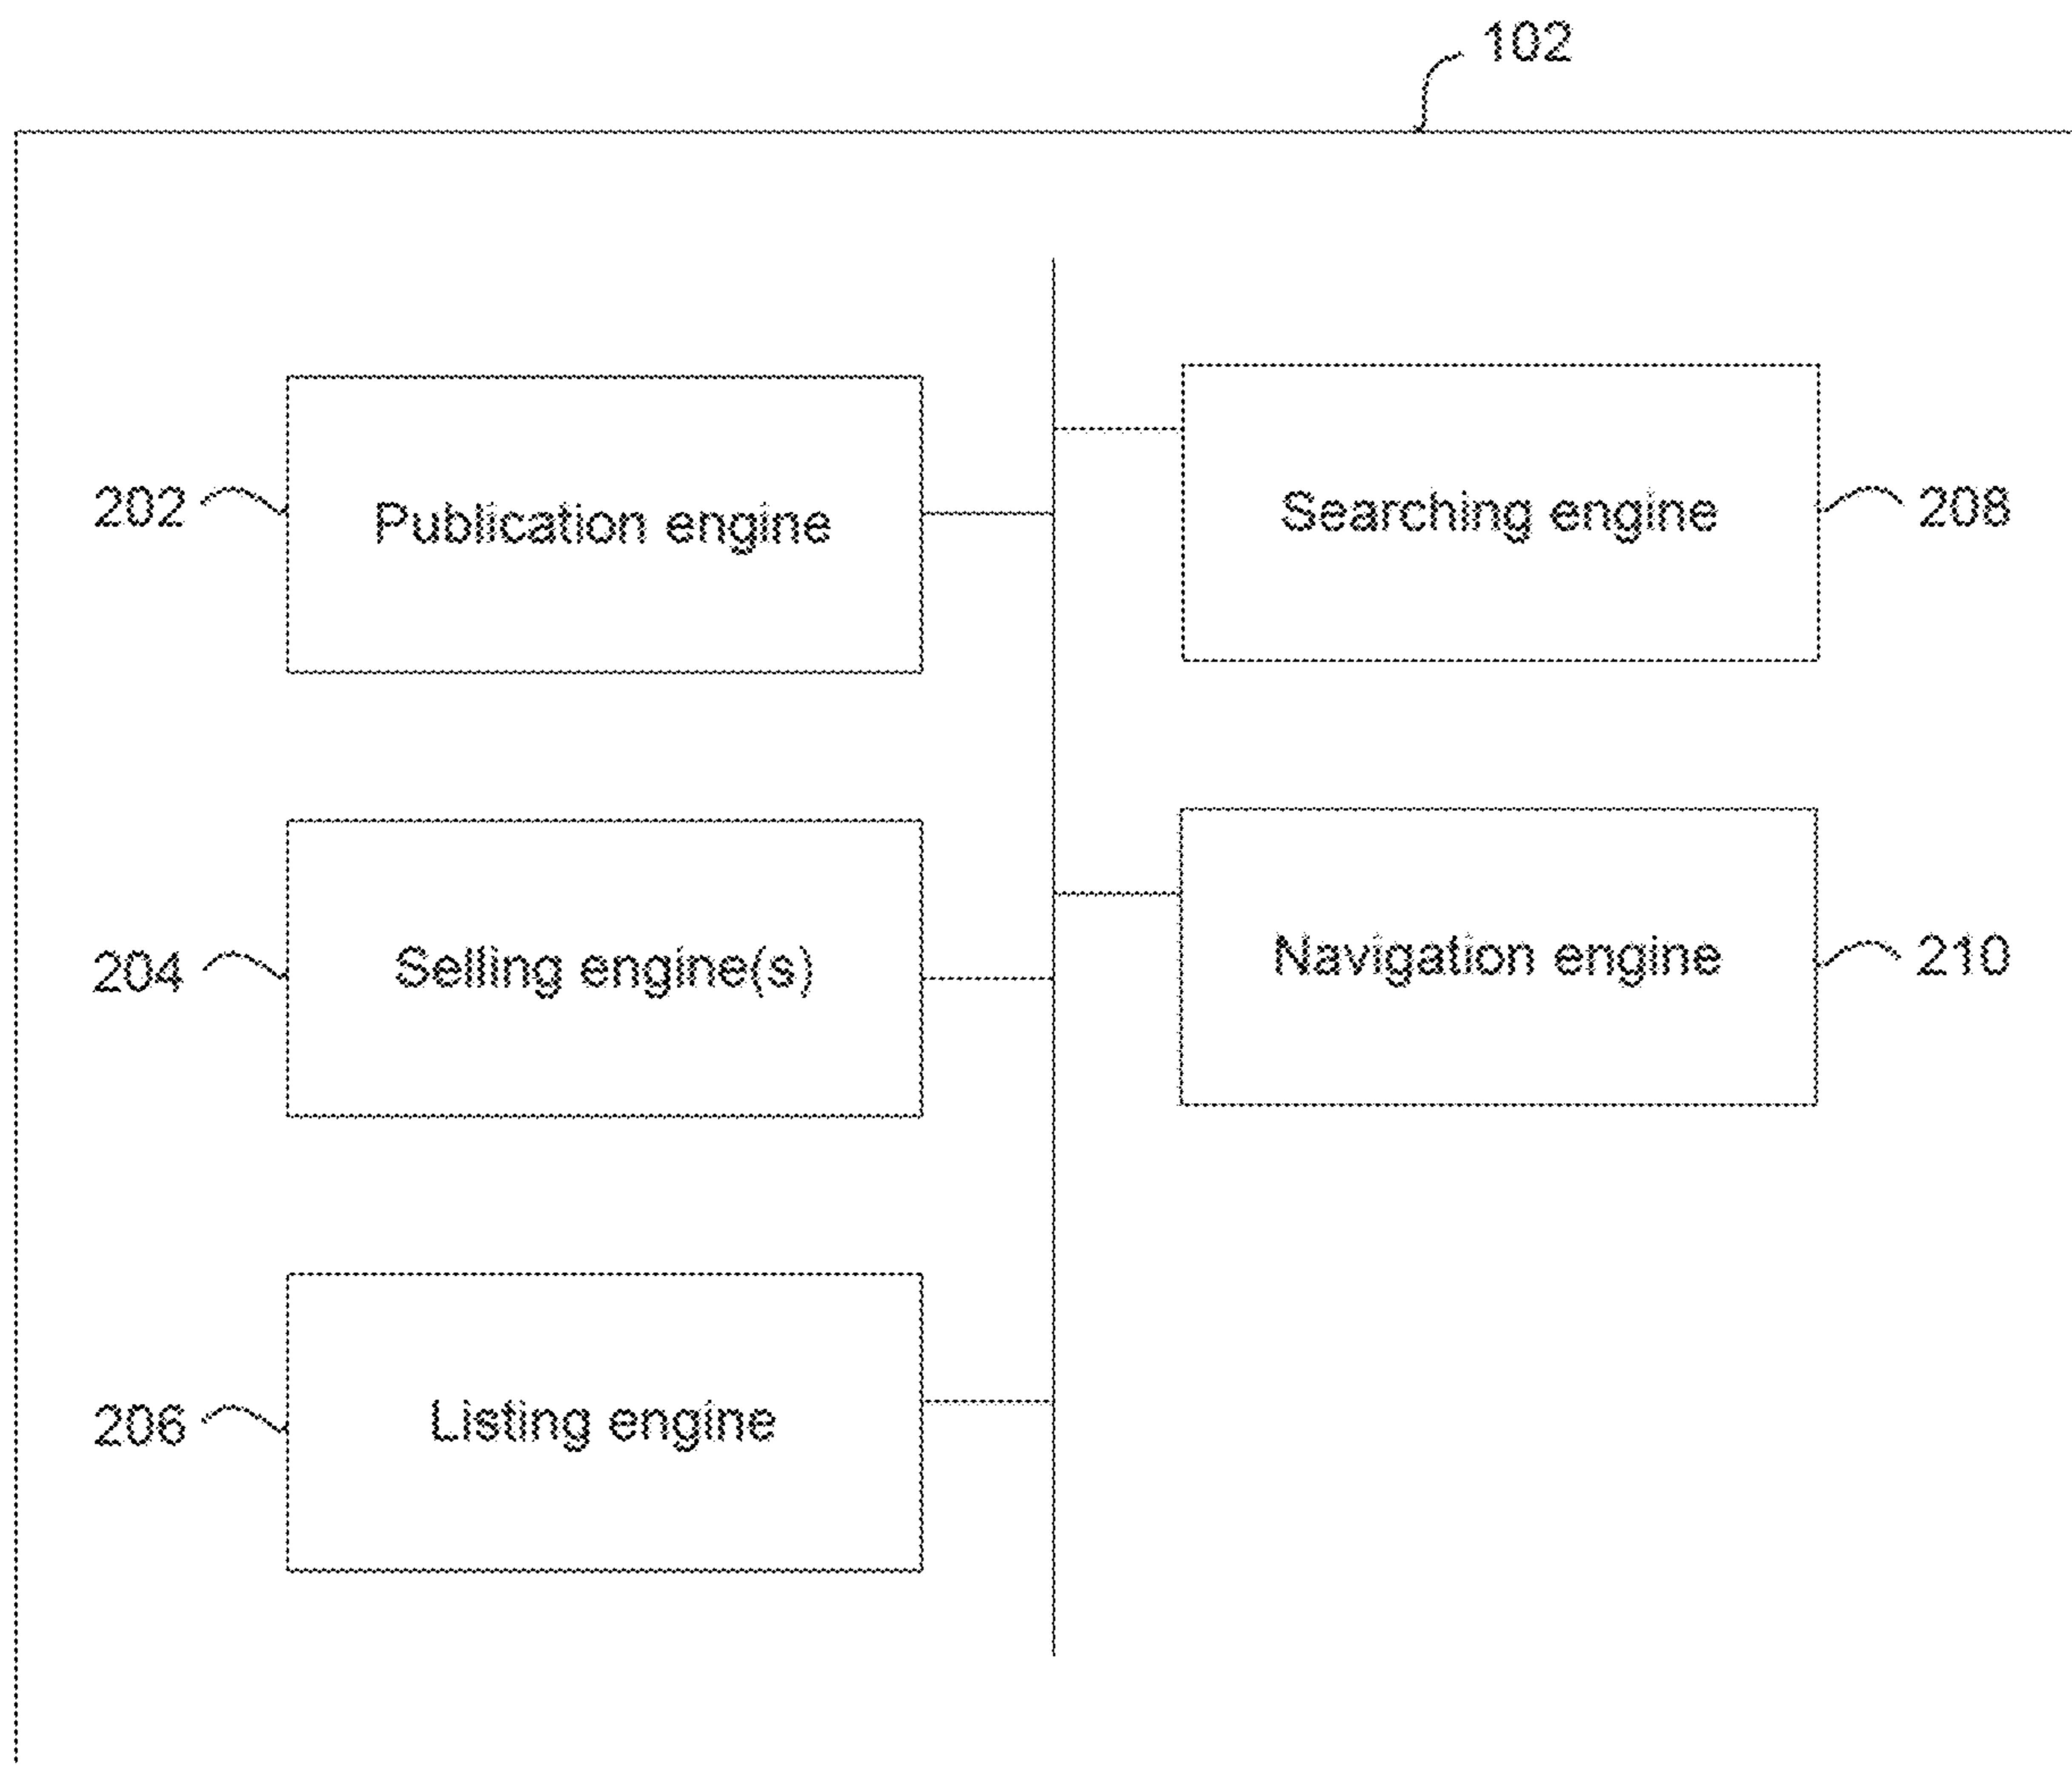 102
202
Publication engine
Searching engine
208
204
Selling engine(s)
Navigation engine
210
206
Listing engine